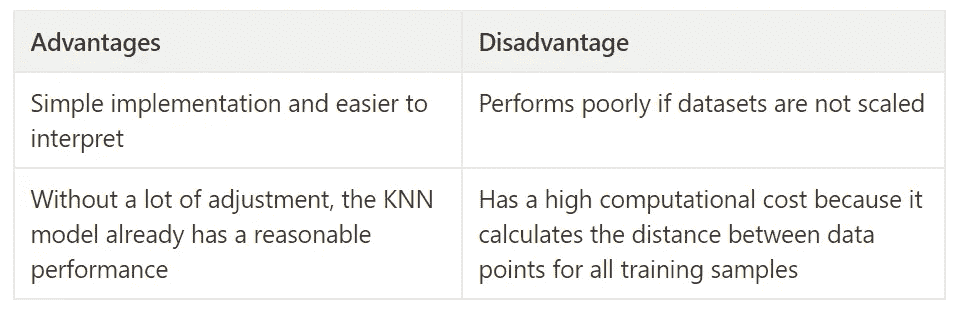 Advantages
Disadvantage
Simple implementation and easier to
interpret
Performs poorly if datasets are not scaled
Without a lot of adjustment, the KNN
model already has a reasonable
performance
Has a high computational cost because it
calculates the distance between data
points for all training samples